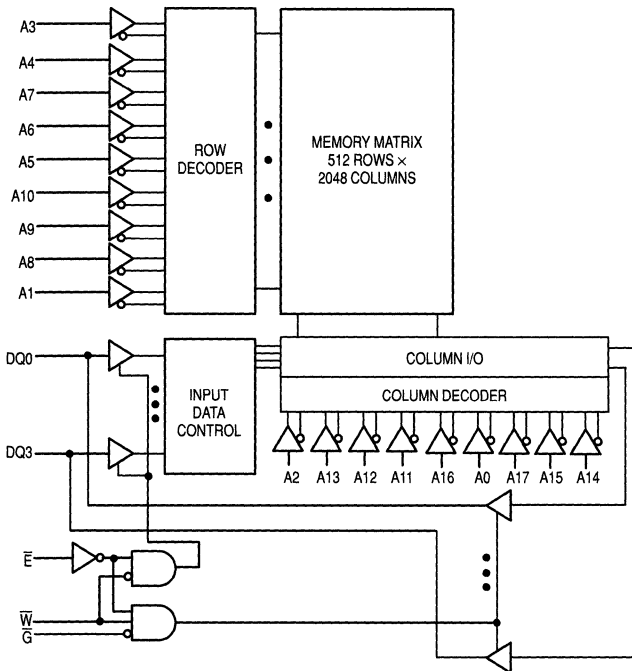 A3
A4
A7
A6
A5
A10
A9
A8
A1
ROW
DECODER
MEMORY MATRIX
512 ROWS ×
2048 COLUMNS
DQ0
DQ3
INPUT
DATA
CONTROL
COLUMN I/O
COLUMN DECODER
A2 A13 A12 A11 A16 A0 A17 A15 A14
E̅
W̅
G̅